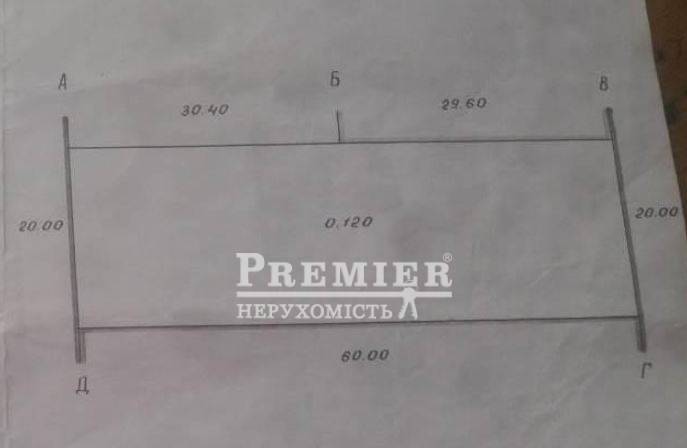 А
Б
В
30.40
29.60
20.00
0.120
20.00
PREMIER®
НЕРУХОМІСТЬ
60.00
Д
Г